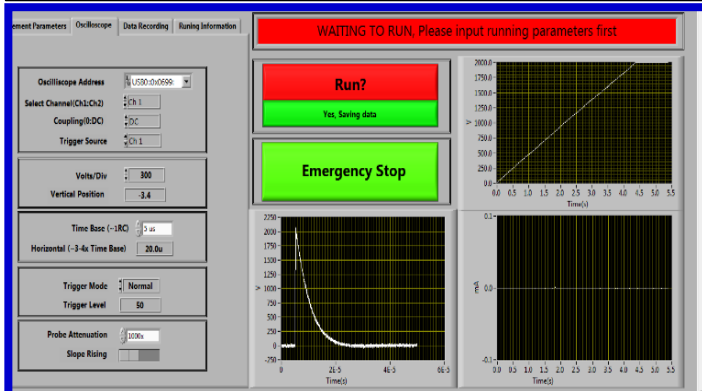 ement Parameters Oscilloscope Data Recording Runing Information
WAITING TO RUN, Please input running parameters first
Oscilliscope Address USB0::0x0699:
Select Channel(Ch1:Ch2) Ch 1
Coupling(0:DC) DC
Trigger Source Ch 1
Volts/Div 300
Vertical Position -3.4
Time Base (~1RC) 5 us
Horizontal (~3-4x Time Base) 20.0u
Trigger Mode Normal
Trigger Level 50
Probe Attenuation 1000x
Slope Rising
Run?
Yes, Saving data
Emergency Stop
2250
2000
1750
1500
1250
1000
750
500
250
0
-250
V
0 2E-5 4E-5 6E-5
Time(s)
2000.0
1750.0
1500.0
1250.0
1000.0
750.0
500.0
250.0
0.0
V
0.0 0.5 1.0 1.5 2.0 2.5 3.0 3.5 4.0 4.5 5.0 5.5
Time(s)
0.1
0.0
-0.1
mA
0.0 0.5 1.0 1.5 2.0 2.5 3.0 3.5 4.0 4.5 5.0 5.5
Time(s)